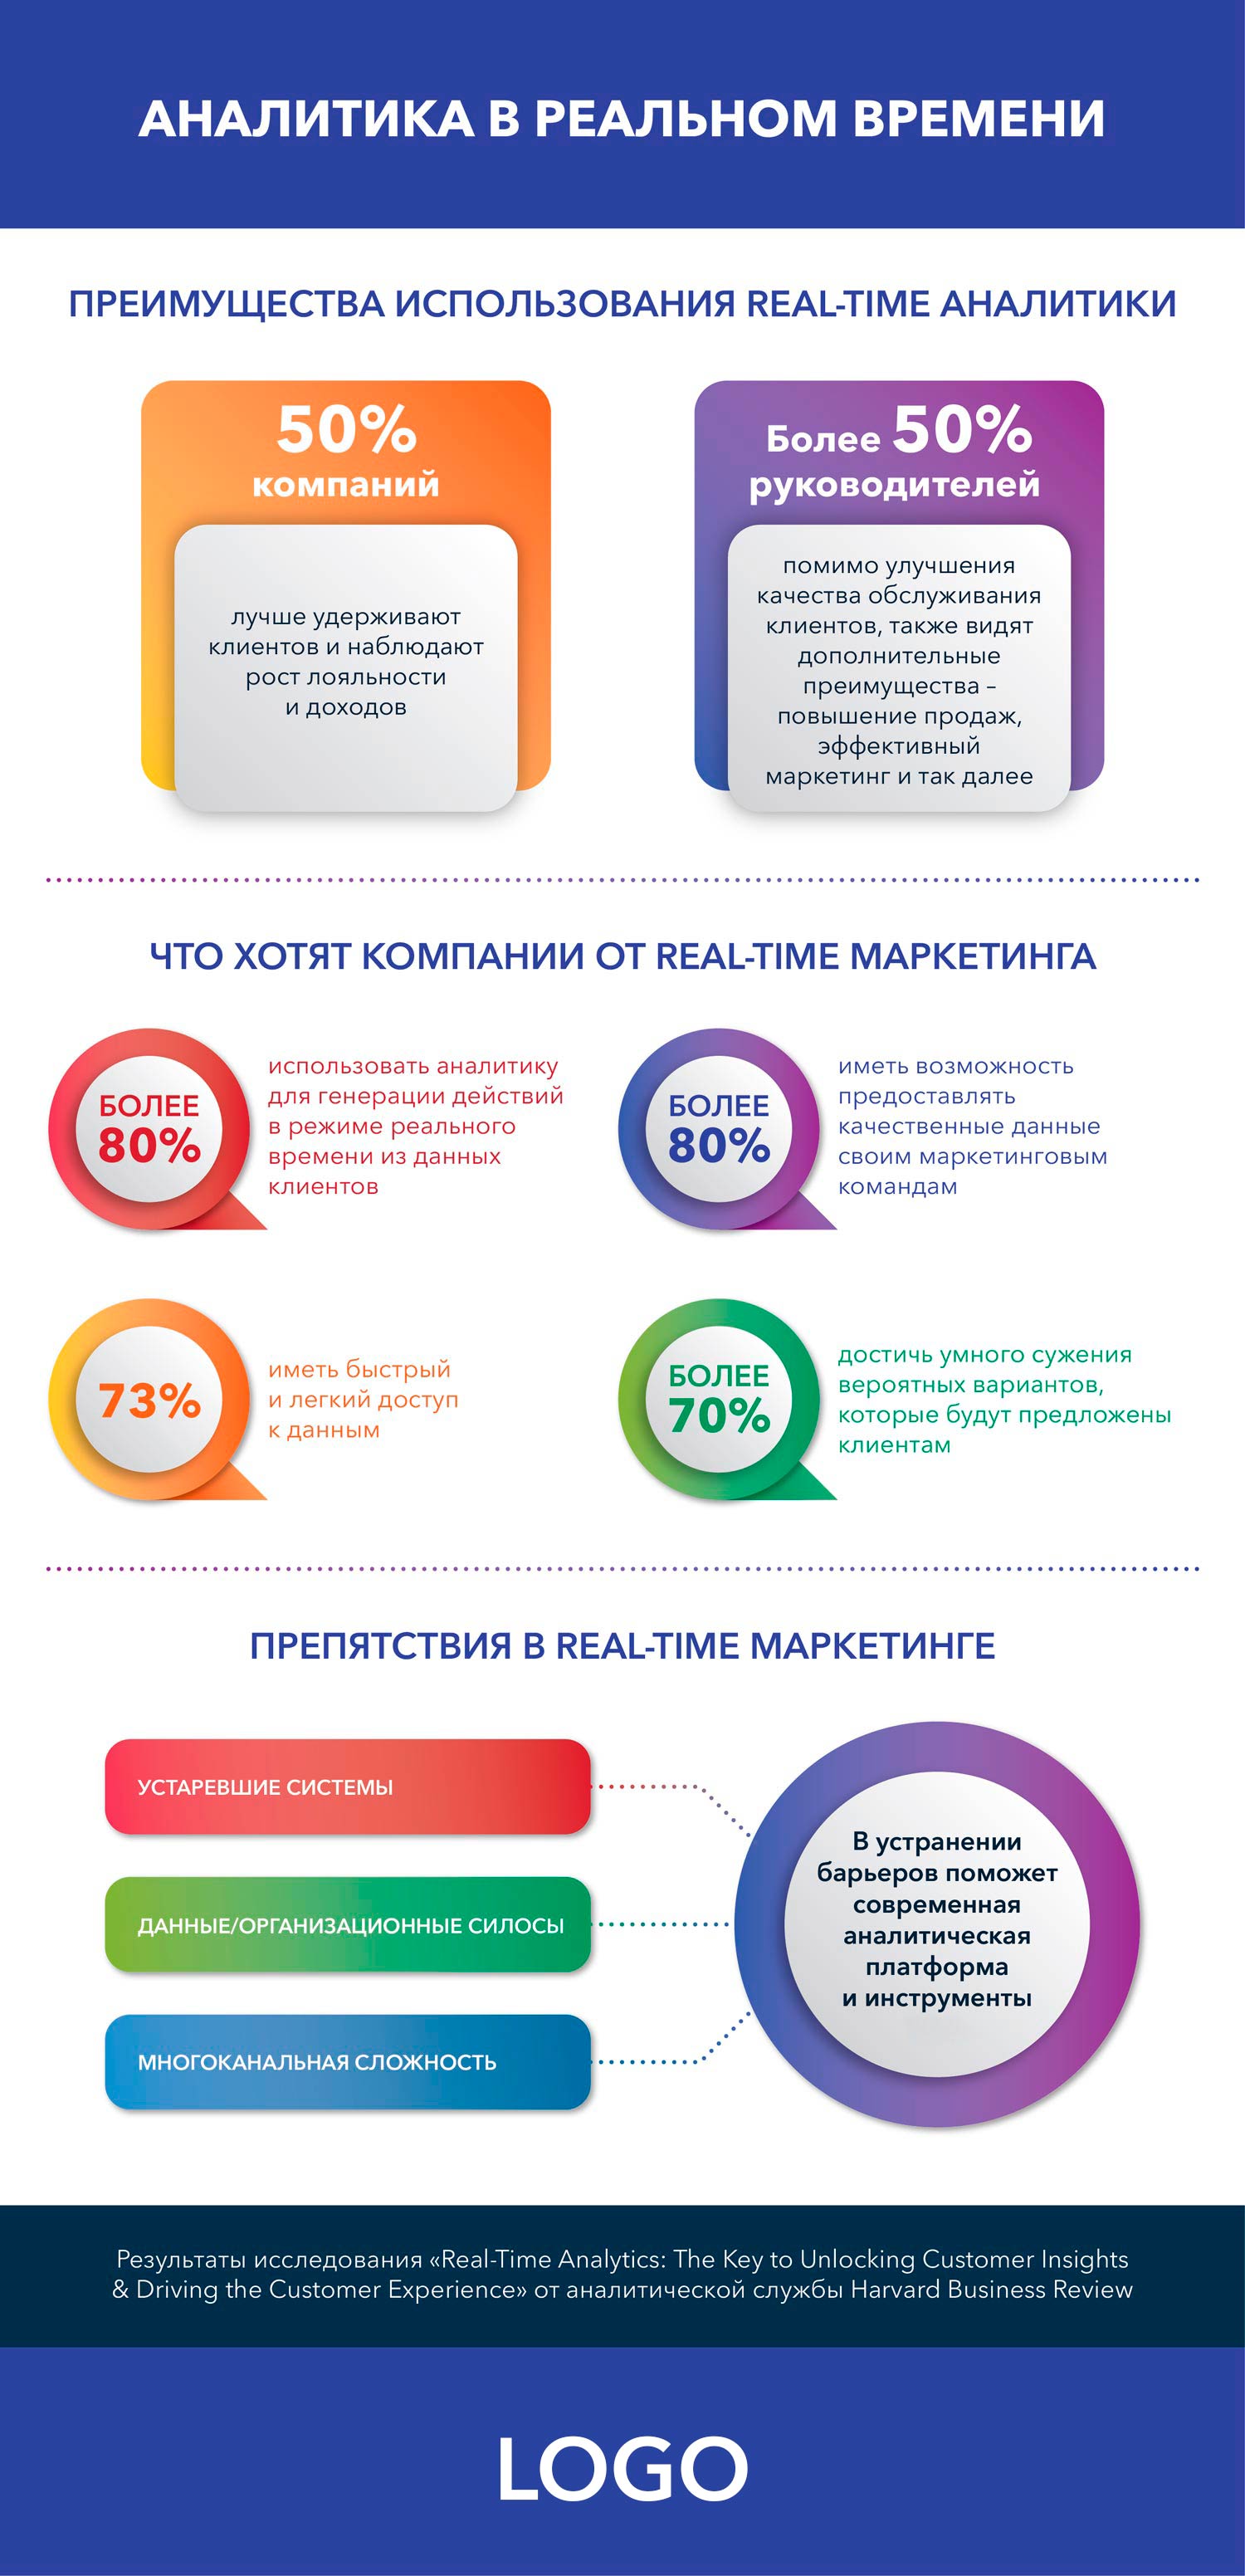 АНАЛИТИКА В РЕАЛЬНОМ ВРЕМЕНИ
ПРЕИМУЩЕСТВА ИСПОЛЬЗОВАНИЯ REAL-TIME АНАЛИТИКИ
50%
компаний
лучше удерживают
клиентов и наблюдают
рост лояльности
и доходов
Более 50%
руководителей
помимо улучшения
качества обслуживания
клиентов, также видят
дополнительные
преимущества –
повышение продаж,
эффективный
маркетинг и так далее
ЧТО ХОТЯТ КОМПАНИИ ОТ REAL-TIME МАРКЕТИНГА
БОЛЕЕ
80%
использовать аналитику
для генерации действий
в режиме реального
времени из данных
клиентов
БОЛЕЕ
80%
иметь возможность
предоставлять
качественные данные
своим маркетинговым
командам
73%
иметь быстрый
и легкий доступ
к данным
БОЛЕЕ
70%
достичь умного сужения
вероятных вариантов,
которые будут предложены
клиентам
ПРЕПЯТСТВИЯ В REAL-TIME МАРКЕТИНГЕ
УСТАРЕВШИЕ СИСТЕМЫ
ДАННЫЕ/ОРГАНИЗАЦИОННЫЕ СИЛОСЫ
МНОГОКАНАЛЬНАЯ СЛОЖНОСТЬ
В устранении
барьеров поможет
современная
аналитическая
платформа
и инструменты
Результаты исследования «Real-Time Analytics: The Key to Unlocking Customer Insights
& Driving the Customer Experience» от аналитической службы Harvard Business Review
LOGO